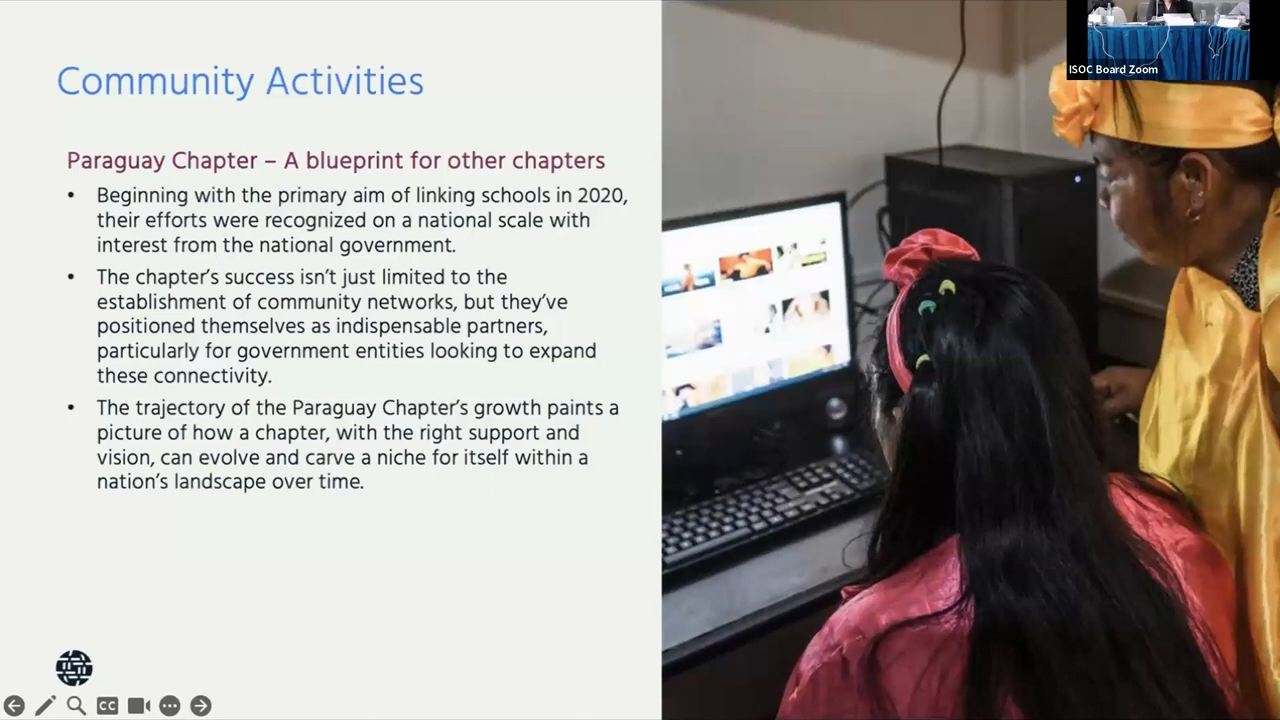 Community Activities
Paraguay Chapter – A blueprint for other chapters
• Beginning with the primary aim of linking schools in 2020,
their efforts were recognized on a national scale with
interest from the national government.
• The chapter's success isn't just limited to the
establishment of community networks, but they've
positioned themselves as indispensable partners,
particularly for government entities looking to expand
these connectivity.
• The trajectory of the Paraguay Chapter's growth paints a
picture of how a chapter, with the right support and
vision, can evolve and carve a niche for itself within a
nation's landscape over time.
CC
ISOC Board Zoom